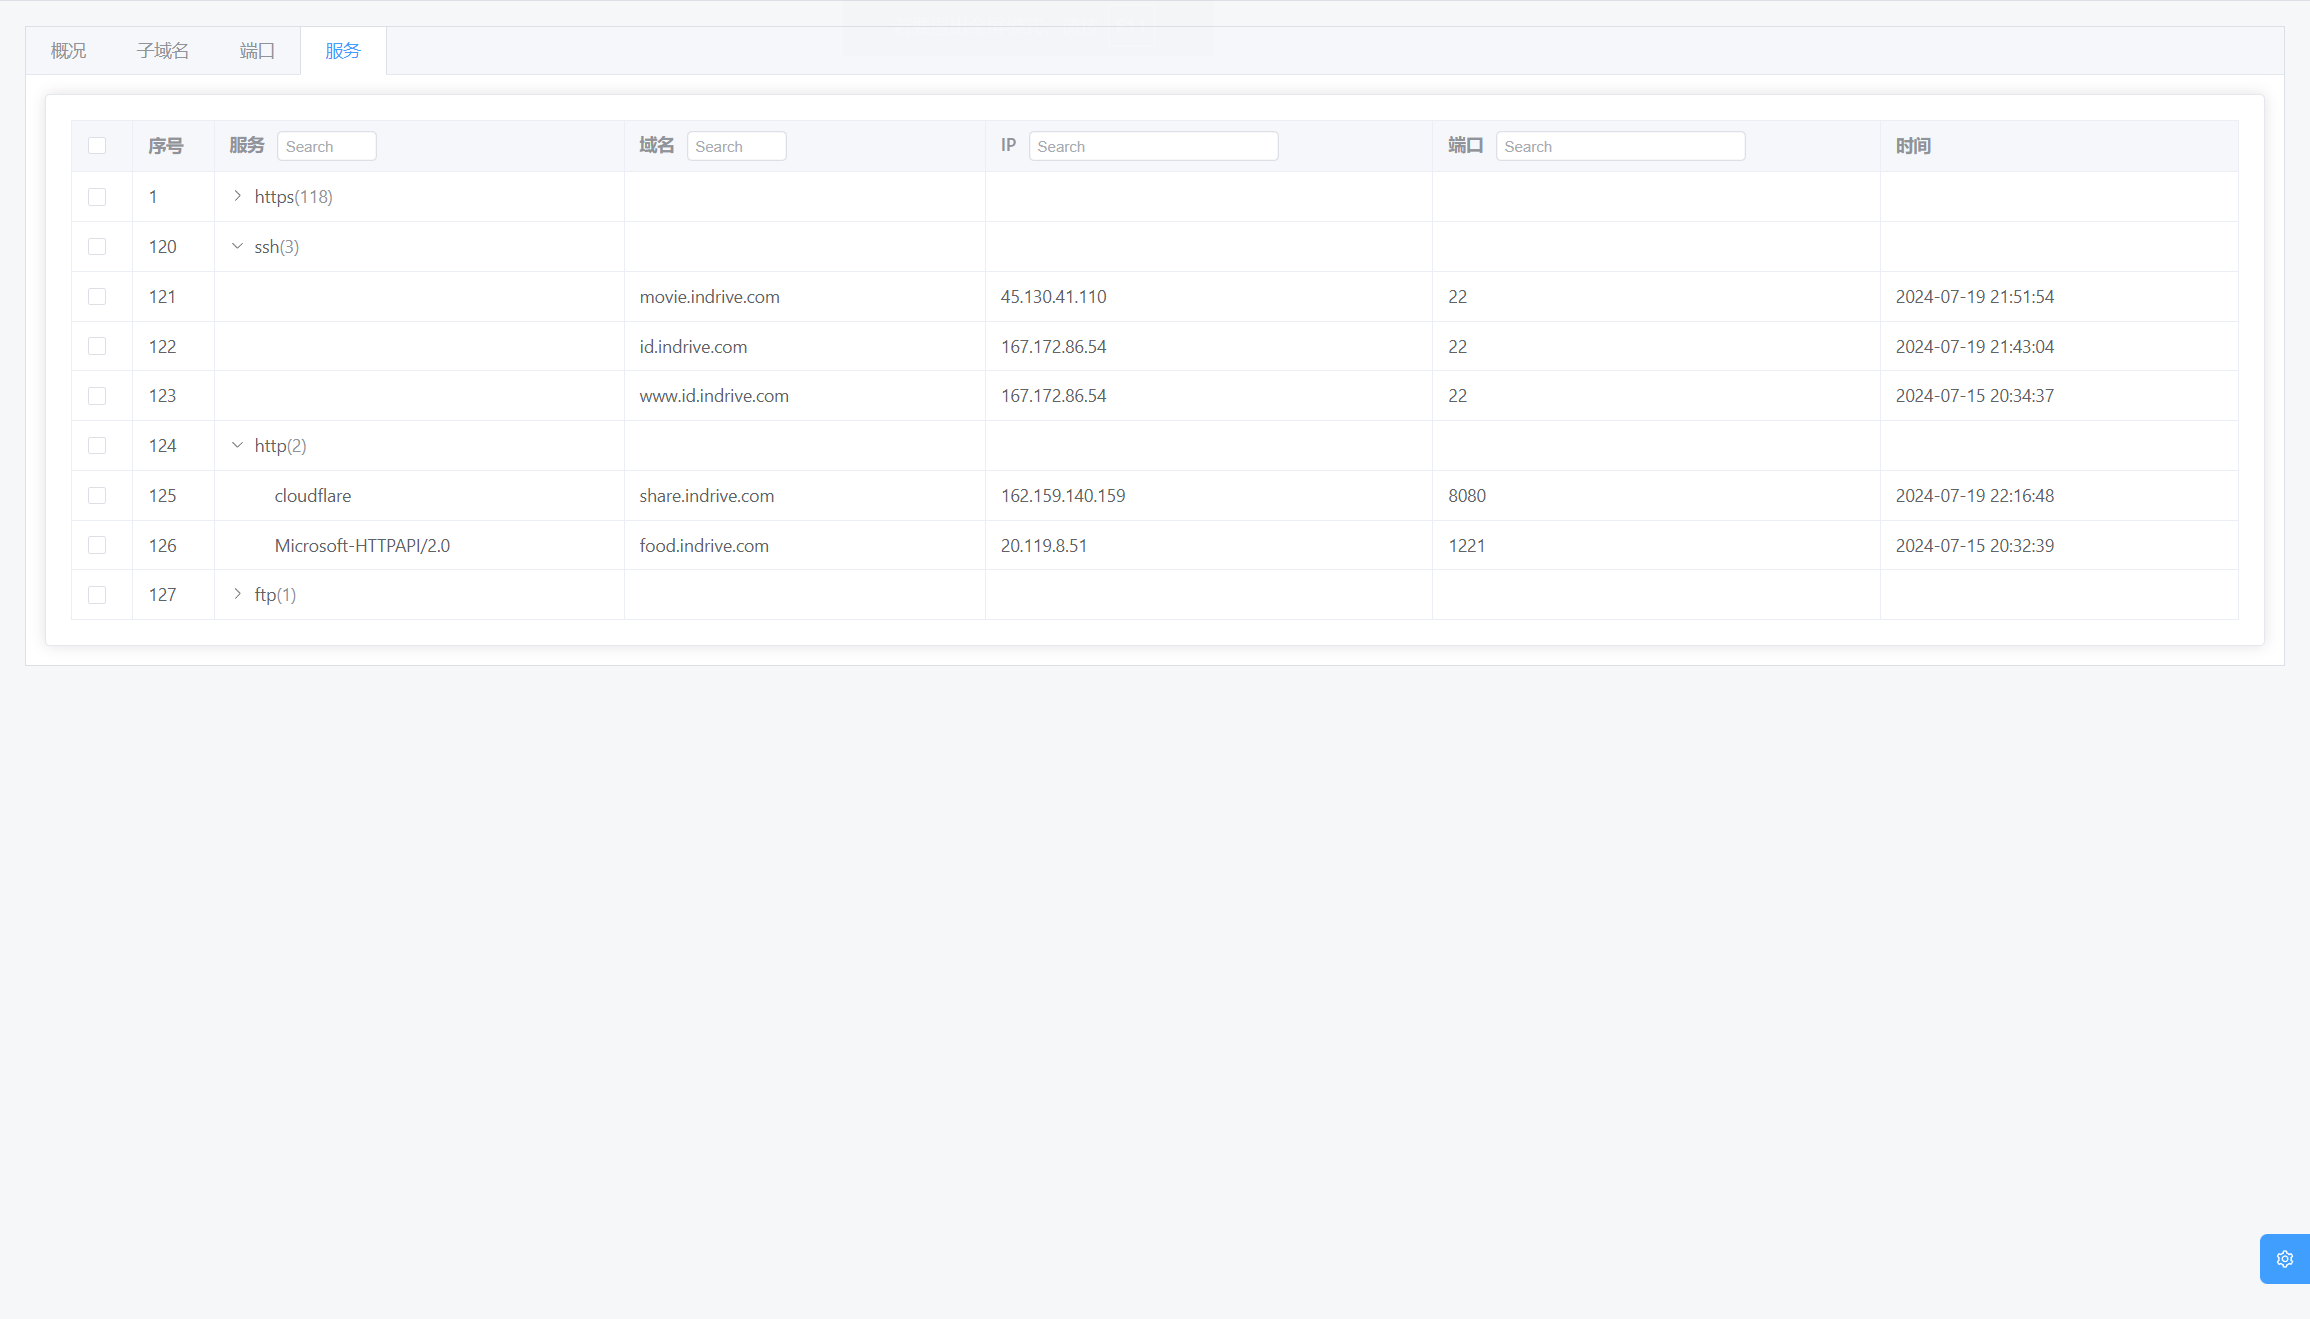 概况 子域名 端口 服务
序号 服务 Search 域名 Search IP Search 端口 Search 时间
1 https(118)
120 ssh(3)
121 movie.indrive.com 45.130.41.110 22 2024-07-19 21:51:54
122 id.indrive.com 167.172.86.54 22 2024-07-19 21:43:04
123 www.id.indrive.com 167.172.86.54 22 2024-07-15 20:34:37
124 http(2)
125 cloudflare share.indrive.com 162.159.140.159 8080 2024-07-19 22:16:48
126 Microsoft-HTTPAPI/2.0 food.indrive.com 20.119.8.51 1221 2024-07-15 20:32:39
127 ftp(1)